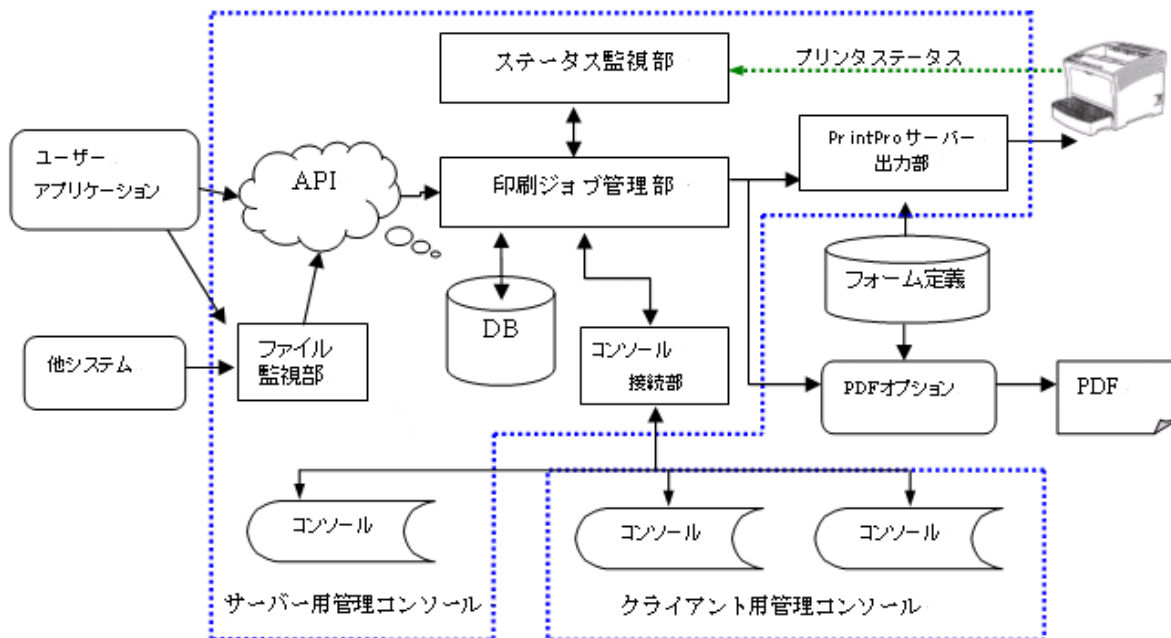 ステータス監視部
プリンタステータス
ユーザー
アプリケーション
API
印刷ジョブ管理部
PrintProサーバー
出力部
フォーム定義
DB
他システム
ファイル
監視部
コンソール
接続部
PDFオプション
PDF
コンソール
コンソール
コンソール
サーバー用管理コンソール
クライアント用管理コンソール